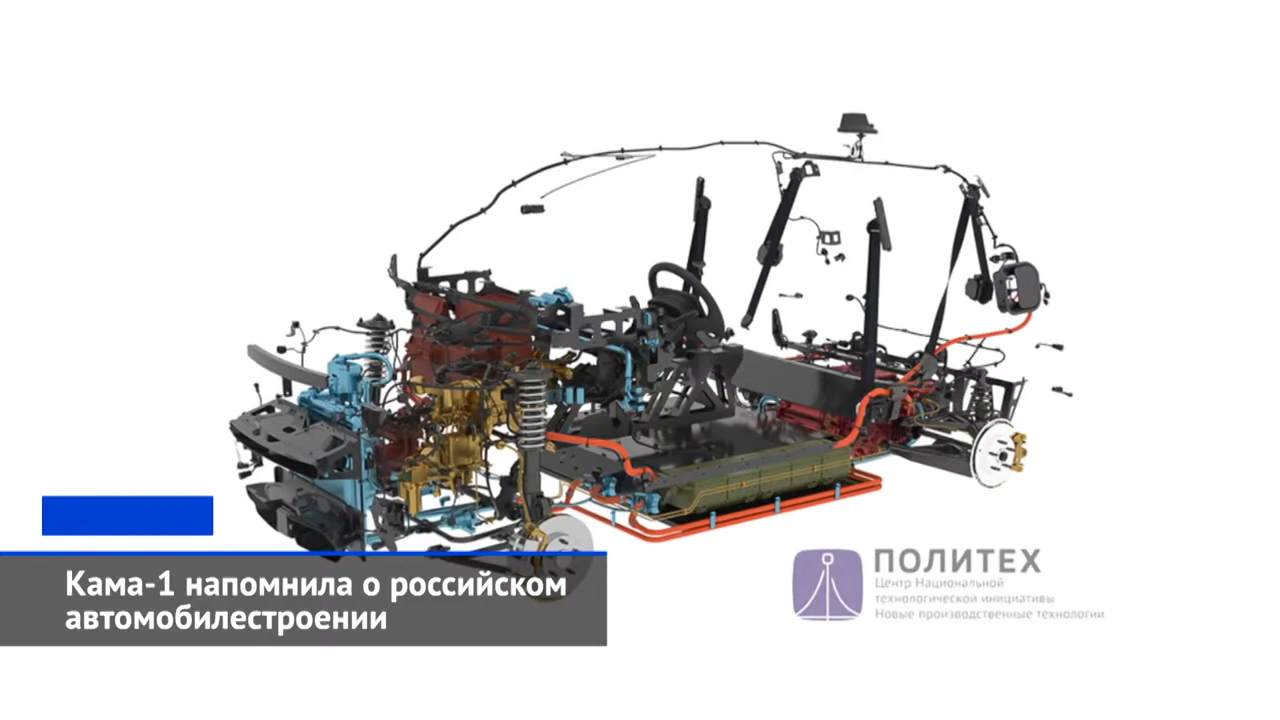 ПОЛИТЕХ
Центр Национальной
технологической инициативы
Новые производственные технологии
Кама-1 напомнила о российском
автомобилестроении